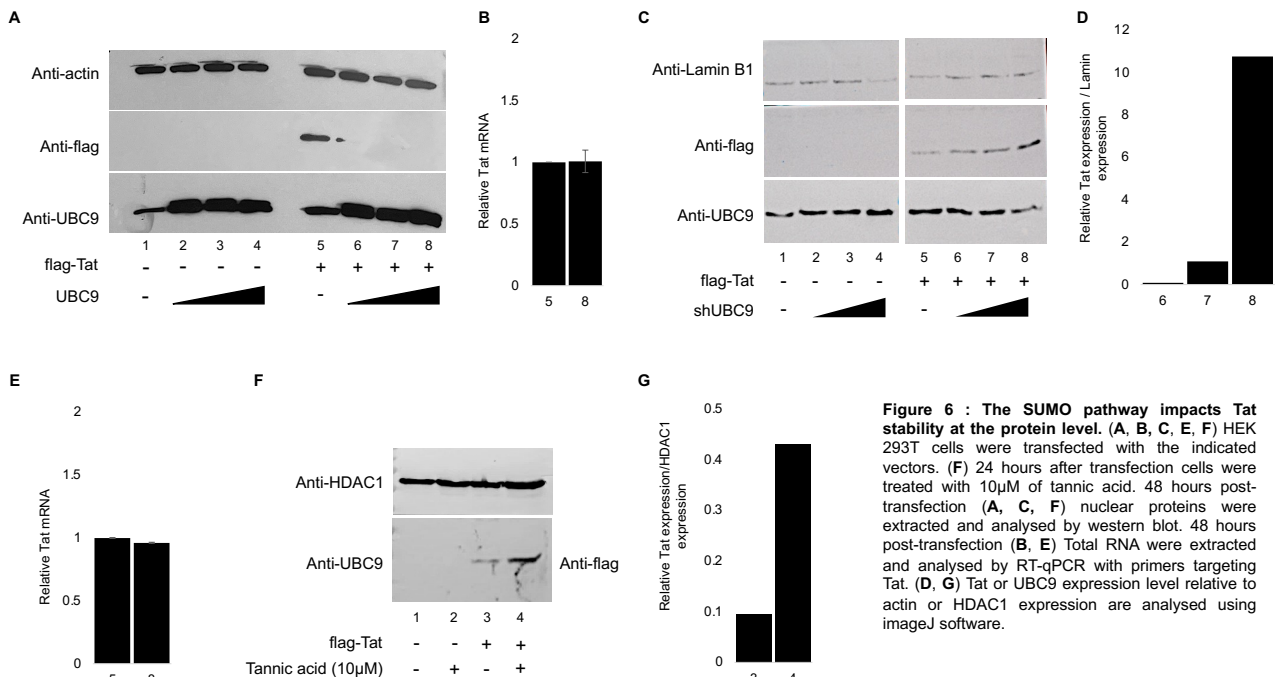 A
Anti-actin
Anti-flag
Anti-UBC9
1 2 3 4 5 6 7 8
flag-Tat - - - - + + + +
UBC9 - -
B
Relative Tat mRNA
2
1.5
1
0.5
0
5 8
C
Anti-Lamin B1
Anti-flag
Anti-UBC9
1 2 3 4 5 6 7 8
flag-Tat - - - - + + + +
shUBC9 - -
D
Relative Tat expression / Lamin
expression
12
10
8
6
4
2
0
6 7 8
E
Relative Tat mRNA
2
1.5
1
0.5
0
F
Anti-HDAC1
Anti-UBC9 Anti-flag
1 2 3 4
flag-Tat - - + +
Tannic acid (10µM) - + - +
G
Relative Tat expression/HDAC1
expression
0.5
0.4
0.3
0.2
0.1
0
Figure 6 : The SUMO pathway impacts Tat
stability at the protein level. (A, B, C, E, F) HEK
293T cells were transfected with the indicated
vectors. (F) 24 hours after transfection cells were
treated with 10µM of tannic acid. 48 hours post-
transfection (A, C, F) nuclear proteins were
extracted and analysed by western blot. 48 hours
post-transfection (B, E) Total RNA were extracted
and analysed by RT-qPCR with primers targeting
Tat. (D, G) Tat or UBC9 expression level relative to
actin or HDAC1 expression are analysed using
imageJ software.